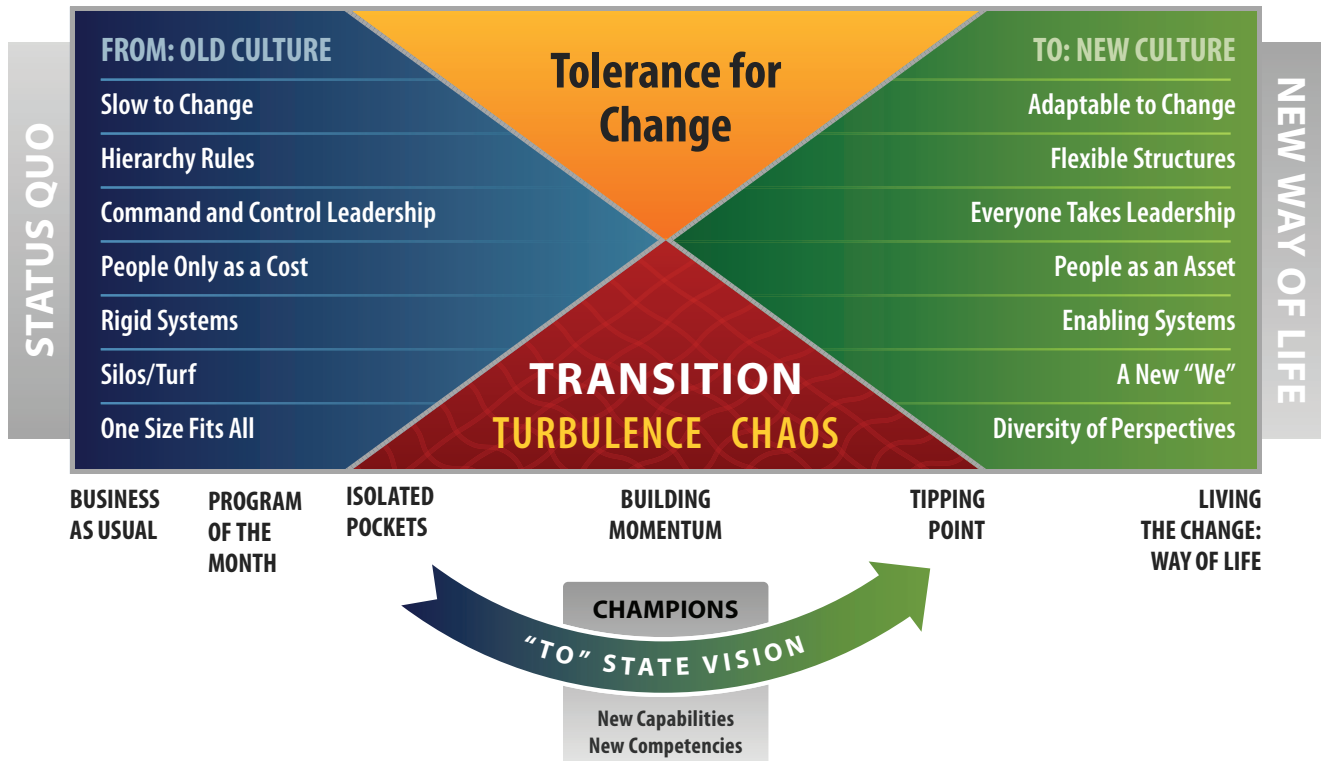 STATUS QUO
FROM: OLD CULTURE
Slow to Change
Hierarchy Rules
Command and Control Leadership
People Only as a Cost
Rigid Systems
Silos/Turf
One Size Fits All
Tolerance for
Change
TRANSITION
TURBULENCE CHAOS
TO: NEW CULTURE
Adaptable to Change
Flexible Structures
Everyone Takes Leadership
People as an Asset
Enabling Systems
A New “We”
Diversity of Perspectives
NEW WAY OF LIFE
BUSINESS
AS USUAL
PROGRAM
OF THE
MONTH
ISOLATED
POCKETS
BUILDING
MOMENTUM
TIPPING
POINT
LIVING
THE CHANGE:
WAY OF LIFE
CHAMPIONS
“TO” STATE VISION
New Capabilities
New Competencies